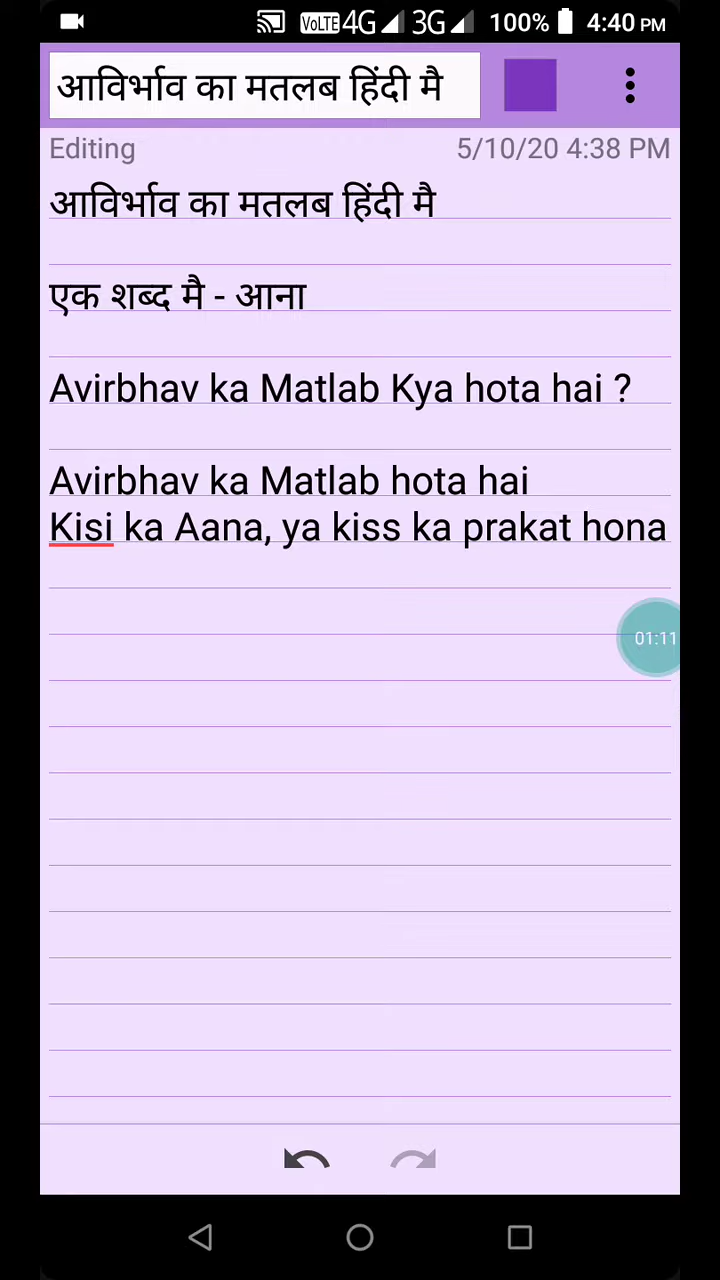 VoLTE 4G 3G 100% 4:40 PM
आविर्भाव का मतलब हिंदी मै
Editing 5/10/20 4:38 PM
आविर्भाव का मतलब हिंदी मै
एक शब्द मै - आना
Avirbhav ka Matlab Kya hota hai ?
Avirbhav ka Matlab hota hai
Kisi ka Aana, ya kiss ka prakat hona
01:11